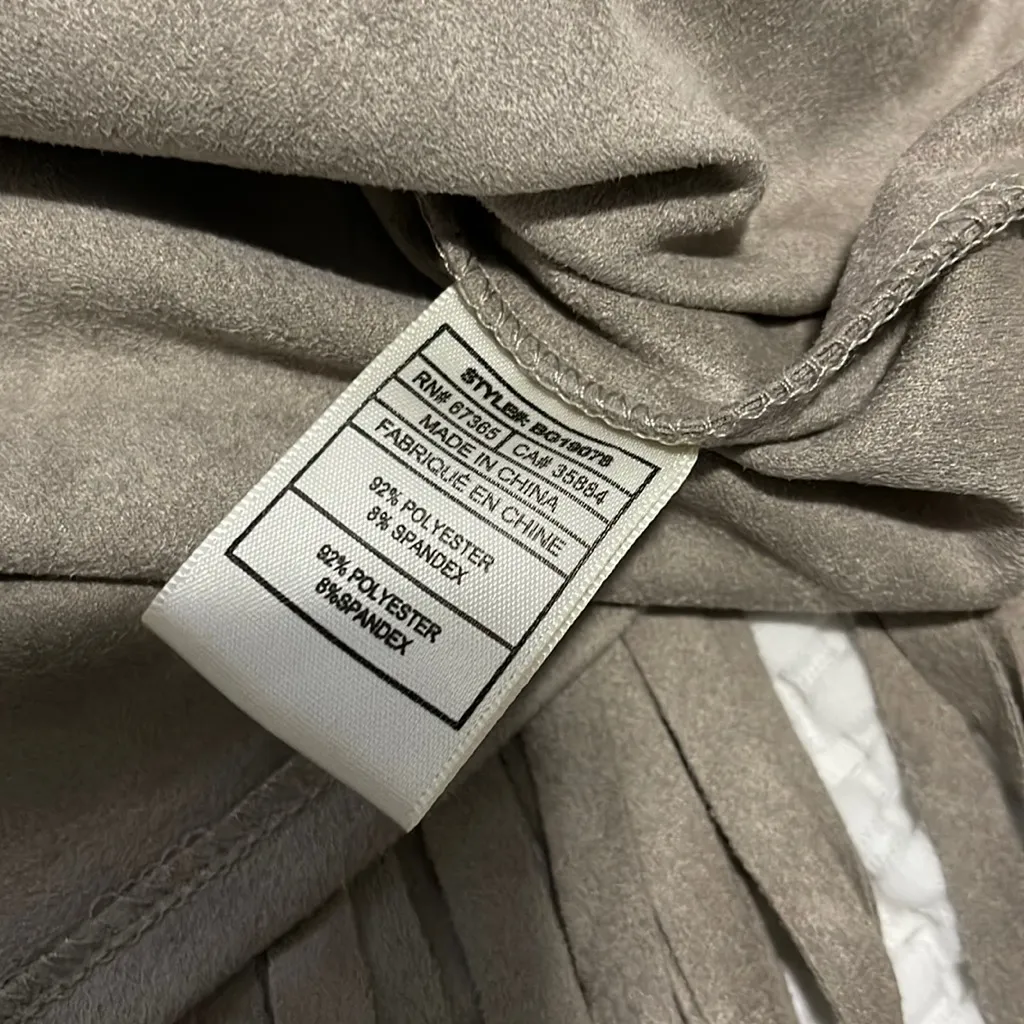 STYLE#: BG19078
RN# 67365 CA# 35884
MADE IN CHINA
FABRIQUÉ EN CHINE
92% POLYESTER
8% SPANDEX
92% POLYESTER
8%SPANDEX